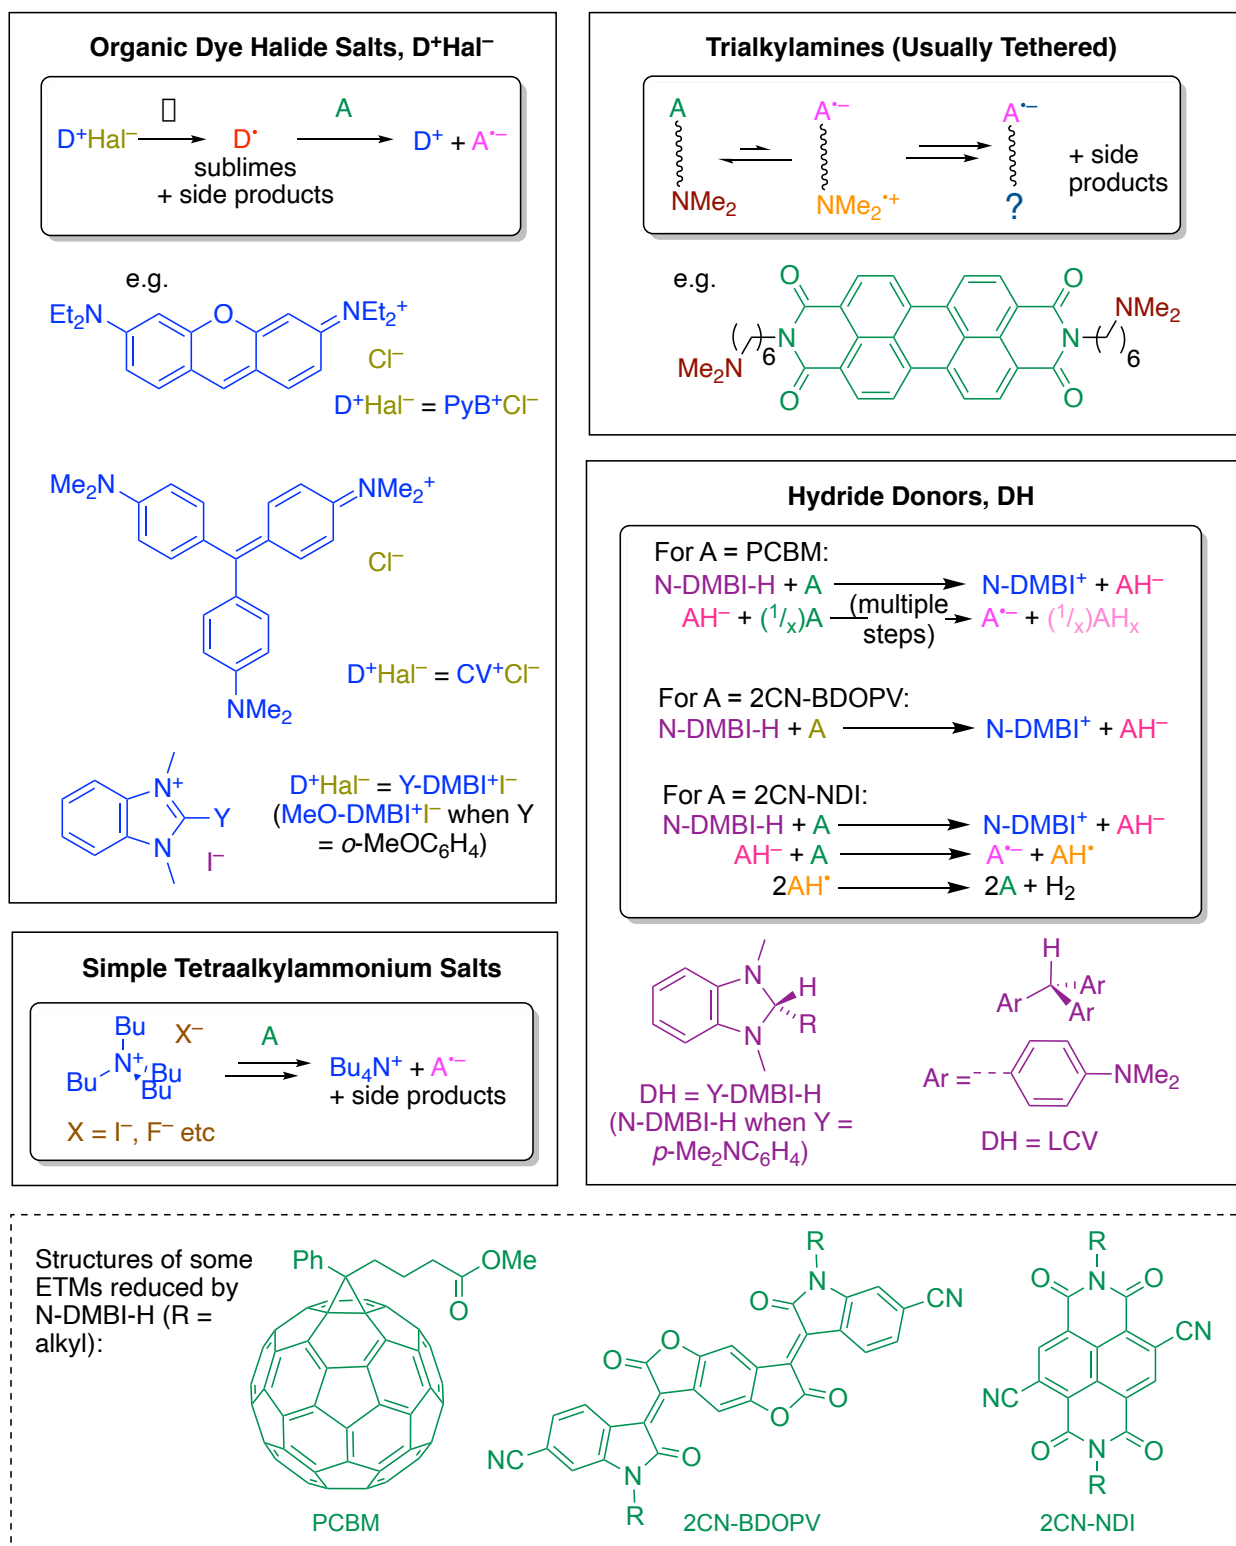 Organic Dye Halide Salts, D⁺Hal⁻
D⁺Hal⁻ D• A D⁺ + A•⁻
sublimes
+ side products
e.g.
Et₂N O NEt₂⁺
Cl⁻
D⁺Hal⁻ = PyB⁺Cl⁻
Me₂N NMe₂⁺
Cl⁻
D⁺Hal⁻ = CV⁺Cl⁻
NMe₂
N⁺ Y
N I⁻
D⁺Hal⁻ = Y-DMBI⁺I⁻
(MeO-DMBI⁺I⁻ when Y
= o-MeOC₆H₄)
Simple Tetraalkylammonium Salts
Bu X⁻ A
N⁺
Bu Bu
Bu
Bu₄N⁺ + A•⁻
+ side products
X = I⁻, F⁻ etc
Trialkylamines (Usually Tethered)
A A•⁻ A•⁻
+ side
products
NMe₂ NMe₂•⁺ ?
e.g.
O O
NMe₂
( )6 N N ( )6
Me₂N
O O
Hydride Donors, DH
For A = PCBM:
N-DMBI-H + A N-DMBI⁺ + AH⁻
AH⁻ + (¹/ₓ)A (multiple A•⁻ + (¹/ₓ)AHₓ
steps)
For A = 2CN-BDOPV:
N-DMBI-H + A N-DMBI⁺ + AH⁻
For A = 2CN-NDI:
N-DMBI-H + A N-DMBI⁺ + AH⁻
AH⁻ + A A•⁻ + AH•
2AH• 2A + H₂
N H
R
N
DH = Y-DMBI-H
(N-DMBI-H when Y =
p-Me₂NC₆H₄)
H
Ar Ar
Ar
Ar = NMe₂
DH = LCV
Structures of some
ETMs reduced by
N-DMBI-H (R =
alkyl):
Ph OMe
O
PCBM
R
N
O CN
O
O O
O
NC O
N
R
2CN-BDOPV
R
O N O
CN
NC
O N O
R
2CN-NDI